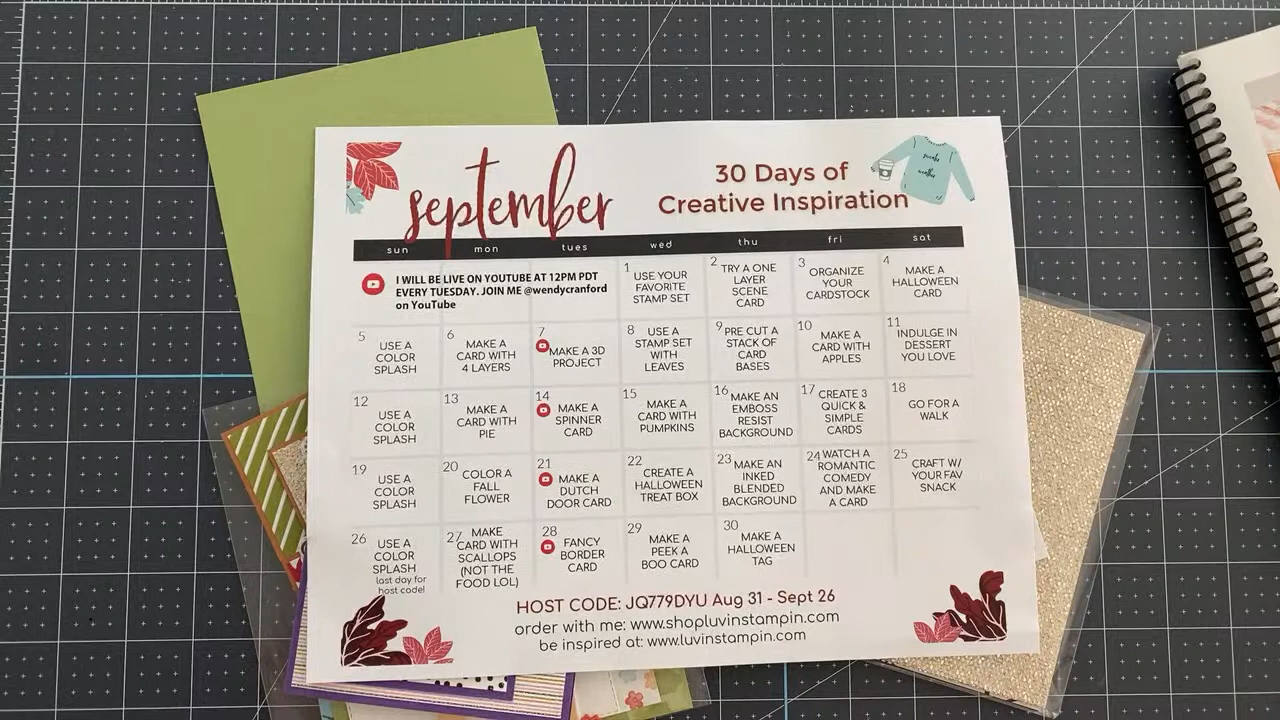 september
30 Days of
Creative Inspiration
sun mon tues wed thu fri sat
I WILL BE LIVE ON YOUTUBE AT 12PM PDT
EVERY TUESDAY. JOIN ME @wendycranford
on YouTube
1 USE YOUR
FAVORITE
STAMP SET
2 TRY A ONE
LAYER
SCENE
CARD
3 ORGANIZE
YOUR
CARDSTOCK
4 MAKE A
HALLOWEEN
CARD
5 USE A
COLOR
SPLASH
6 MAKE A
CARD WITH
4 LAYERS
7 MAKE A 3D
PROJECT
8 USE A
STAMP SET
WITH
LEAVES
9 PRE CUT A
STACK OF
CARD
BASES
10 MAKE A
CARD WITH
APPLES
11 INDULGE IN
DESSERT
YOU LOVE
12 USE A
COLOR
SPLASH
13 MAKE A
CARD WITH
PIE
14 MAKE A
SPINNER
CARD
15 MAKE A
CARD WITH
PUMPKINS
16 MAKE AN
EMBOSS
RESIST
BACKGROUND
17 CREATE 3
QUICK &
SIMPLE
CARDS
18 GO FOR A
WALK
19 USE A
COLOR
SPLASH
20 COLOR A
FALL
FLOWER
21 MAKE A
DUTCH
DOOR CARD
22 CREATE A
HALLOWEEN
TREAT BOX
23 MAKE AN
INKED
BLENDED
BACKGROUND
24 WATCH A
ROMANTIC
COMEDY
AND MAKE
A CARD
25 CRAFT W/
YOUR FAV
SNACK
26 USE A
COLOR
SPLASH
last day for
host code!
27 MAKE
CARD WITH
SCALLOPS
(NOT THE
FOOD LOL)
28 FANCY
BORDER
CARD
29 MAKE A
PEEK A
BOO CARD
30 MAKE A
HALLOWEEN
TAG
HOST CODE: JQ779DYU Aug 31 - Sept 26
order with me: www.shopluvinstampin.com
be inspired at: www.luvinstampin.com